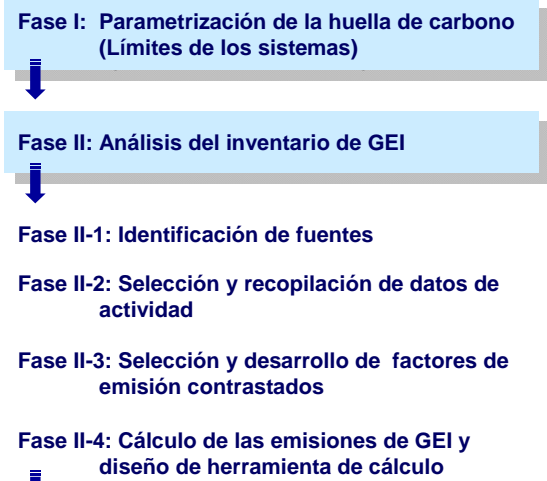 Fase I: Parametrización de la huella de carbono
(Límites de los sistemas)
Fase II: Análisis del inventario de GEI
Fase II-1: Identificación de fuentes
Fase II-2: Selección y recopilación de datos de
actividad
Fase II-3: Selección y desarrollo de factores de
emisión contrastados
Fase II-4: Cálculo de las emisiones de GEI y
diseño de herramienta de cálculo